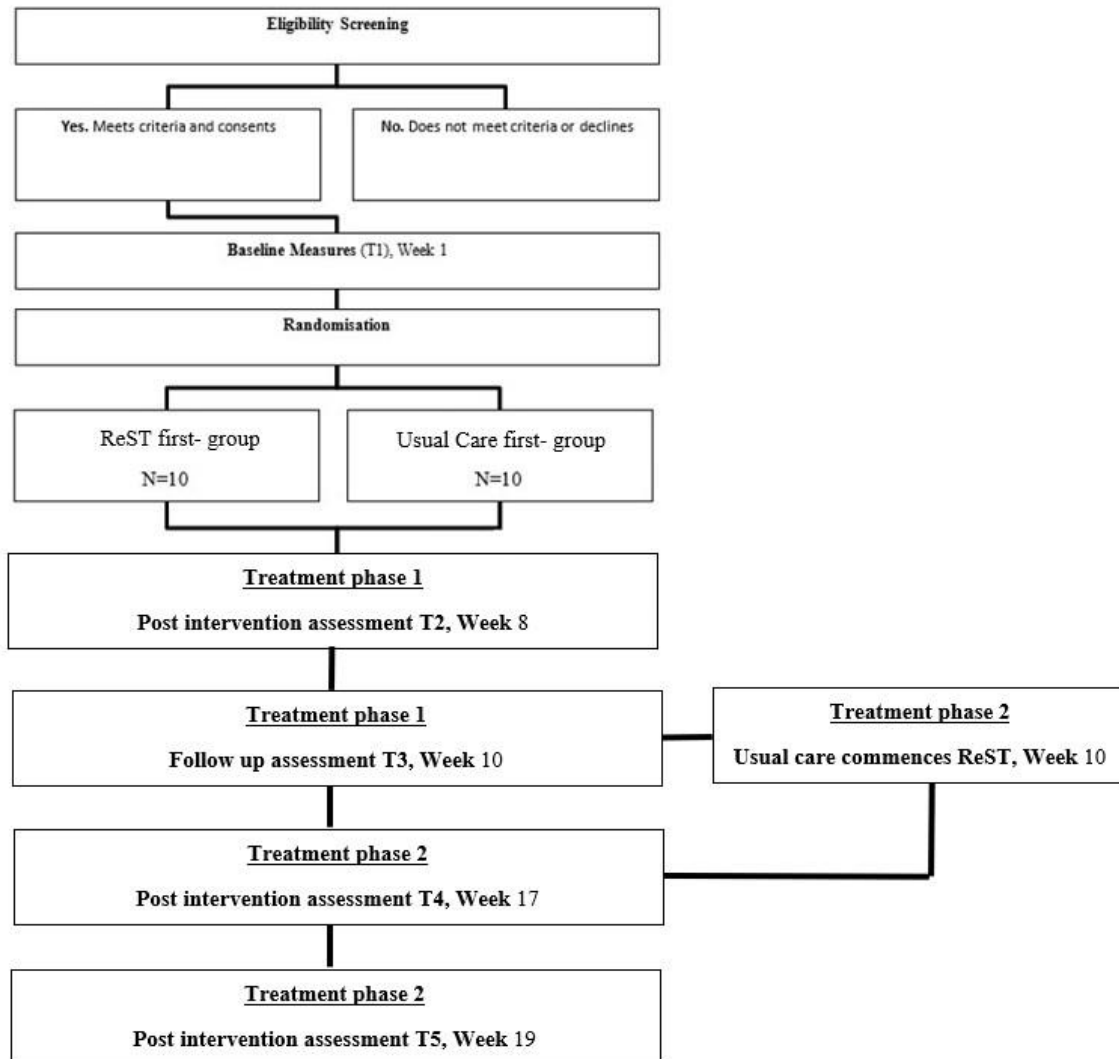 Eligibility Screening
Yes. Meets criteria and consents
No. Does not meet criteria or declines
Baseline Measures (T1), Week 1
Randomisation
ReST first- group
N=10
Usual Care first- group
N=10
Treatment phase 1
Post intervention assessment T2, Week 8
Treatment phase 1
Follow up assessment T3, Week 10
Treatment phase 2
Usual care commences ReST, Week 10
Treatment phase 2
Post intervention assessment T4, Week 17
Treatment phase 2
Post intervention assessment T5, Week 19